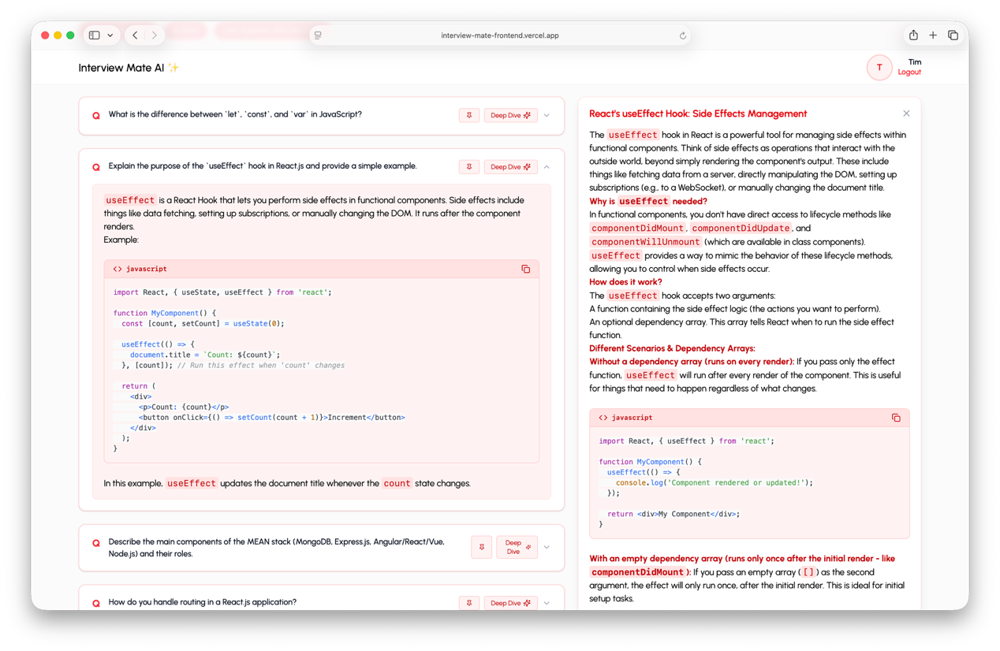 interview-mate-frontend.vercel.app
Interview Mate AI ✨
T
Tim
Logout
Q
What is the difference between `let`, `const`, and `var` in JavaScript?
Deep Dive
Q
Explain the purpose of the `useEffect` hook in React.js and provide a simple example.
Deep Dive
useEffect is a React Hook that lets you perform side effects in functional components. Side effects include
things like data fetching, setting up subscriptions, or manually changing the DOM. It runs after the component
renders.
Example:
<> javascript
import React, { useState, useEffect } from 'react';
function MyComponent() {
const [count, setCount] = useState(0);
useEffect(() => {
document.title = `Count: ${count}`;
}, [count]); // Run this effect when 'count' changes
return (
<div>
<p>Count: {count}</p>
<button onClick={() => setCount(count + 1)}>Increment</button>
</div>
);
}
In this example, useEffect updates the document title whenever the count state changes.
Q
Describe the main components of the MEAN stack (MongoDB, Express.js, Angular/React/Vue,
Node.js) and their roles.
Deep
Dive
Q
How do you handle routing in a React.js application?
Deep Dive
React's useEffect Hook: Side Effects Management
The useEffect hook in React is a powerful tool for managing side effects within
functional components. Think of side effects as operations that interact with the
outside world, beyond simply rendering the component's output. These include
things like fetching data from a server, directly manipulating the DOM, setting up
subscriptions (e.g., to a WebSocket), or manually changing the document title.
Why is useEffect needed?
In functional components, you don't have direct access to lifecycle methods like
componentDidMount, componentDidUpdate, and
componentWillUnmount (which are available in class components).
useEffect provides a way to mimic the behavior of these lifecycle methods,
allowing you to control when side effects occur.
How does it work?
The useEffect hook accepts two arguments:
A function containing the side effect logic (the actions you want to perform).
An optional dependency array. This array tells React when to run the side effect
function.
Different Scenarios & Dependency Arrays:
Without a dependency array (runs on every render): If you pass only the effect
function, useEffect will run after every render of the component. This is useful
for things that need to happen regardless of what changes.
<> javascript
import React, { useEffect } from 'react';
function MyComponent() {
useEffect(() => {
console.log('Component rendered or updated!');
});
return <div>My Component</div>;
}
With an empty dependency array (runs only once after the initial render - like
componentDidMount): If you pass an empty array ([]) as the second
argument, the effect will only run once, after the initial render. This is ideal for initial
setup tasks.